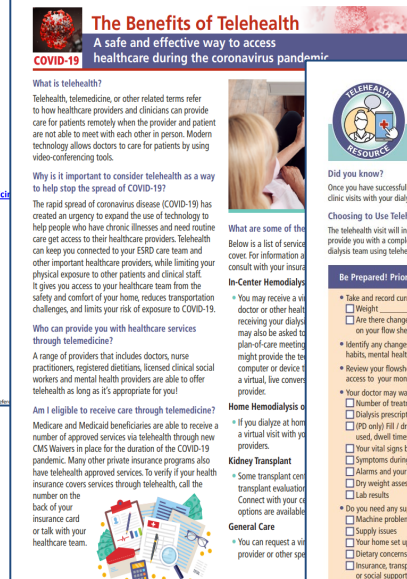 The Benefits of Telehealth
A safe and effective way to access
healthcare during the coronavirus pandemic
COVID-19
What is telehealth?
Telehealth, telemedicine, or other related terms refer
to how healthcare providers and clinicians can provide
care for patients remotely when the provider and patient
are not able to meet with each other in person. Modern
technology allows doctors to care for patients by using
video-conferencing tools.
Why is it important to consider telehealth as a way
to help stop the spread of COVID-19?
The rapid spread of coronavirus disease (COVID-19) has
created an urgency to expand the use of technology to
help people who have chronic illnesses and need routine
care get access to their healthcare providers. Telehealth
can keep you connected to your ESRD care team and
other important healthcare providers, while limiting your
physical exposure to other patients and clinical staff.
It gives you access to your healthcare team from the
safety and comfort of your home, reduces transportation
challenges, and limits your risk of exposure to COVID-19.
Who can provide you with healthcare services
through telemedicine?
A range of providers that includes doctors, nurse
practitioners, registered dietitians, licensed clinical social
workers and mental health providers are able to offer
telehealth as long as it's appropriate for you!
Am I eligible to receive care through telemedicine?
Medicare and Medicaid beneficiaries are able to receive a
number of approved services via telehealth through new
CMS Waivers in place for the duration of the COVID-19
pandemic. Many other private insurance programs also
have telehealth approved services. To verify if your health
insurance covers services through telehealth, call the
number on the
back of your
insurance card
or talk with your
healthcare team.
What are some of the
Below is a list of service
cover. For information a
consult with your insura
In-Center Hemodialys
• You may receive a vi
doctor or other healt
receiving your dialysi
may also be asked to
plan-of-care meeting
might provide the te
computer or device t
a virtual, live convers
provider.
Home Hemodialysis o
• If you dialyze at hom
a virtual visit with yo
provider.
Kidney Transplant
• Some transplant cent
transplant evaluation
Connect with your ce
options are available
General Care
• You can request a vir
provider or other spe
TELEHEALTH
RESOURCE
Did you know?
Once you have successful
clinic visits with your dialy
Choosing to Use Tele
The telehealth visit will in
provide you with a compl
dialysis team using telehe
Be Prepared! Prior
• Take and record curr
Weight
Are there change
on your flow she
• Identify any change
habits, mental health
• Review your flowshe
access to your mon
• Your doctor may wa
Number of treat
Dialysis prescript
(PD only) Fill / dr
used, dwell time
Your vital signs b
Symptoms during
Alarms and your
Dry weight asses
Lab results
• Do you need any su
Machine problem
Supply issues
Your home set up
Dietary concerns
Insurance, transp
or social support